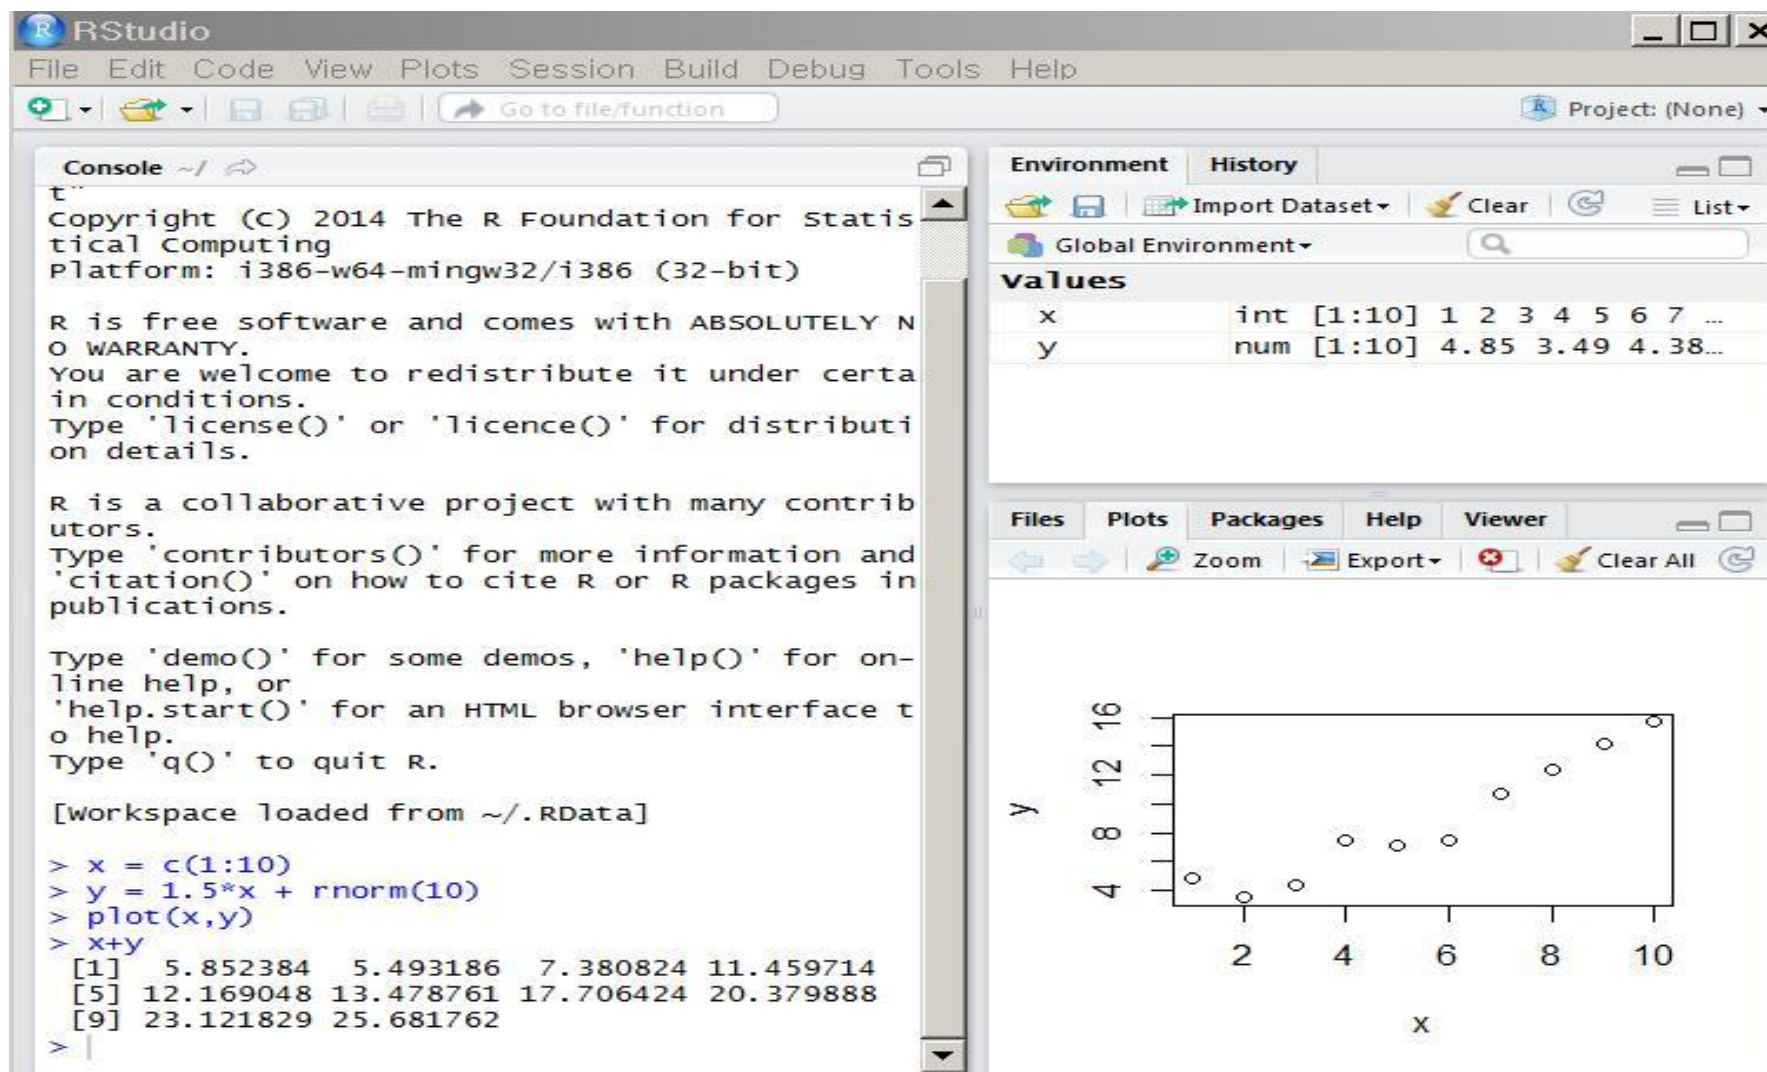 RStudio
File Edit Code View Plots Session Build Debug Tools Help
Go to file/function
Project: (None)
Console ~/
t"
Copyright (C) 2014 The R Foundation for Statis
tical Computing
Platform: i386-w64-mingw32/i386 (32-bit)
R is free software and comes with ABSOLUTELY N
O WARRANTY.
You are welcome to redistribute it under certa
in conditions.
Type 'license()' or 'licence()' for distributi
on details.
R is a collaborative project with many contrib
utors.
Type 'contributors()' for more information and
'citation()' on how to cite R or R packages in
publications.
Type 'demo()' for some demos, 'help()' for on-
line help, or
'help.start()' for an HTML browser interface t
o help.
Type 'q()' to quit R.
[Workspace loaded from ~/.RData]
> x = c(1:10)
> y = 1.5*x + rnorm(10)
> plot(x,y)
> x+y
[1] 5.852384 5.493186 7.380824 11.459714
[5] 12.169048 13.478761 17.706424 20.379888
[9] 23.121829 25.681762
>
Environment History
Import Dataset Clear List
Global Environment
Values
x int [1:10] 1 2 3 4 5 6 7 ...
y num [1:10] 4.85 3.49 4.38...
Files Plots Packages Help Viewer
Zoom Export Clear All
16
12
8
4
y
2 4 6 8 10
x